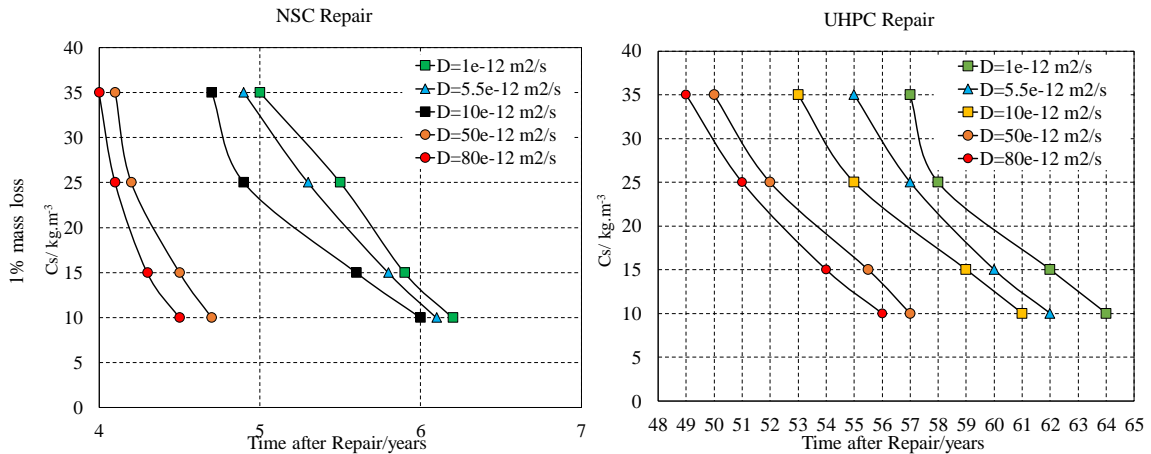 NSC Repair
1% mass loss
Cs/ kg.m-3
40
35
30
25
20
15
10
5
0
D=1e-12 m2/s
D=5.5e-12 m2/s
D=10e-12 m2/s
D=50e-12 m2/s
D=80e-12 m2/s
4 5 6 7
Time after Repair/years
UHPC Repair
Cs/ kg.m-3
40
35
30
25
20
15
10
5
0
D=1e-12 m2/s
D=5.5e-12 m2/s
D=10e-12 m2/s
D=50e-12 m2/s
D=80e-12 m2/s
48 49 50 51 52 53 54 55 56 57 58 59 60 61 62 63 64 65
Time after Repair/years